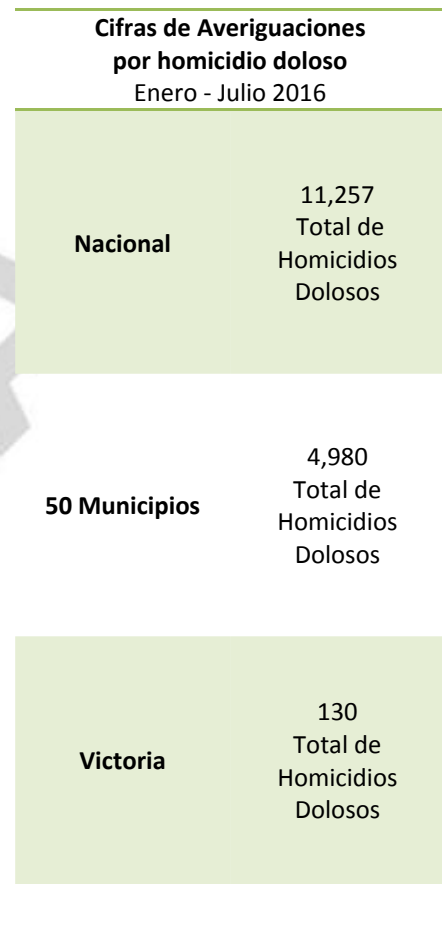 Cifras de Averiguaciones
por homicidio doloso
Enero - Julio 2016
Nacional
11,257
Total de
Homicidios
Dolosos
50 Municipios
4,980
Total de
Homicidios
Dolosos
Victoria
130
Total de
Homicidios
Dolosos